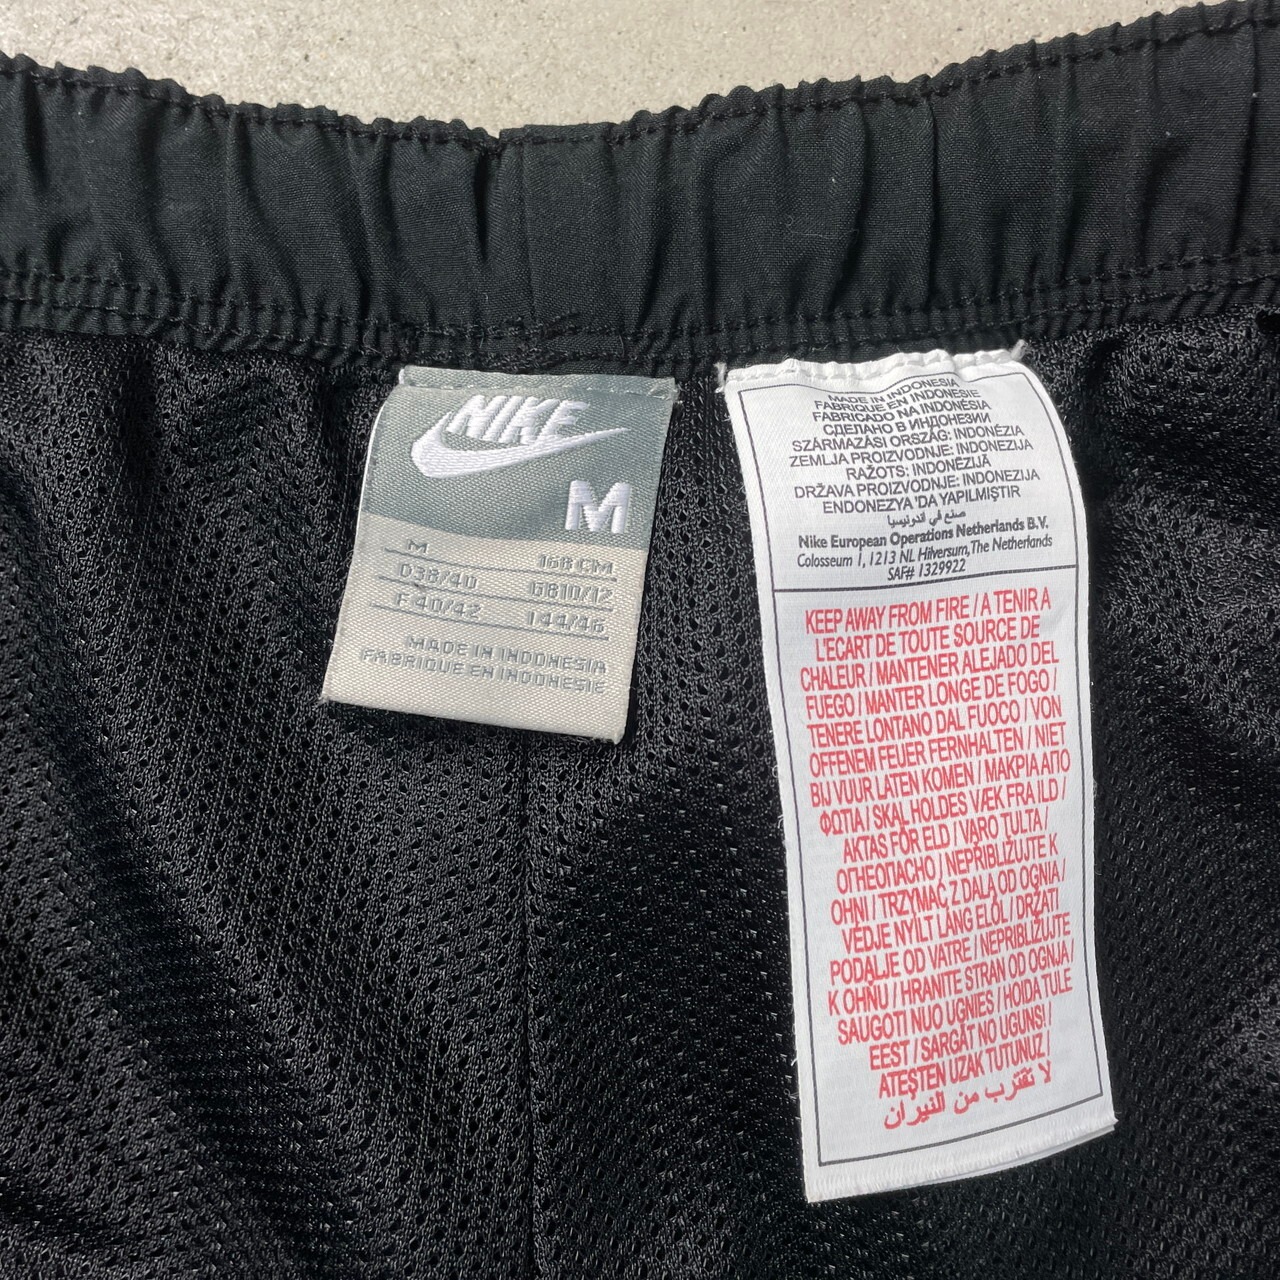 NIKE
M
M 168 CM
D38/40 GB10/12
F40/42 I44/46
MADE IN INDONESIA
FABRIQUE EN INDONESIE
MADE IN INDONESIA
FABRIQUE EN INDONESIE
FABRICADO NA INDONÉSIA
СДЕЛАНО В ИНДОНЕЗИИ
SZÁRMAZÁSI ORSZÁG: INDONÉZIA
ZEMLJA PROIZVODNJE: INDONEZIJA
RAŽOTS: INDONĒZIJĀ
DRŽAVA PROIZVODNJE: INDONEZIJA
ENDONEZYA 'DA YAPILMIŞTIR
صنع في اندونيسيا
Nike European Operations Netherlands B.V.
Colosseum 1, 1213 NL Hilversum, The Netherlands
SAF# 1329922
KEEP AWAY FROM FIRE / A TENIR A
L'ECART DE TOUTE SOURCE DE
CHALEUR / MANTENER ALEJADO DEL
FUEGO / MANTER LONGE DE FOGO /
TENERE LONTANO DAL FUOCO / VON
OFFENEM FEUER FERNHALTEN / NIET
BIJ VUUR LATEN KOMEN / ΜΑΚΡΙΑ ΑΠΟ
ΦΩΤΙΑ / SKAL HOLDES VÆK FRA ILD /
AKTAS FÖR ELD / VARO TULTA /
ОГНЕОПАСНО / NEPŘIBLIŽUJTE K
OHNI / TRZYMAĆ Z DALA OD OGNIA /
VÉDJE NYÍLT LÁNG ELŐL / DRŽATI
PODALJE OD VATRE / NEPRIBLIŽUJTE
K OHŇU / HRANITE STRAN OD OGNJA /
SAUGOTI NUO UGNIES / HOIDA TULE
EEST / SARGĀT NO UGUNS! /
ATEŞTEN UZAK TUTUNUZ /
لا تقترب من النيران